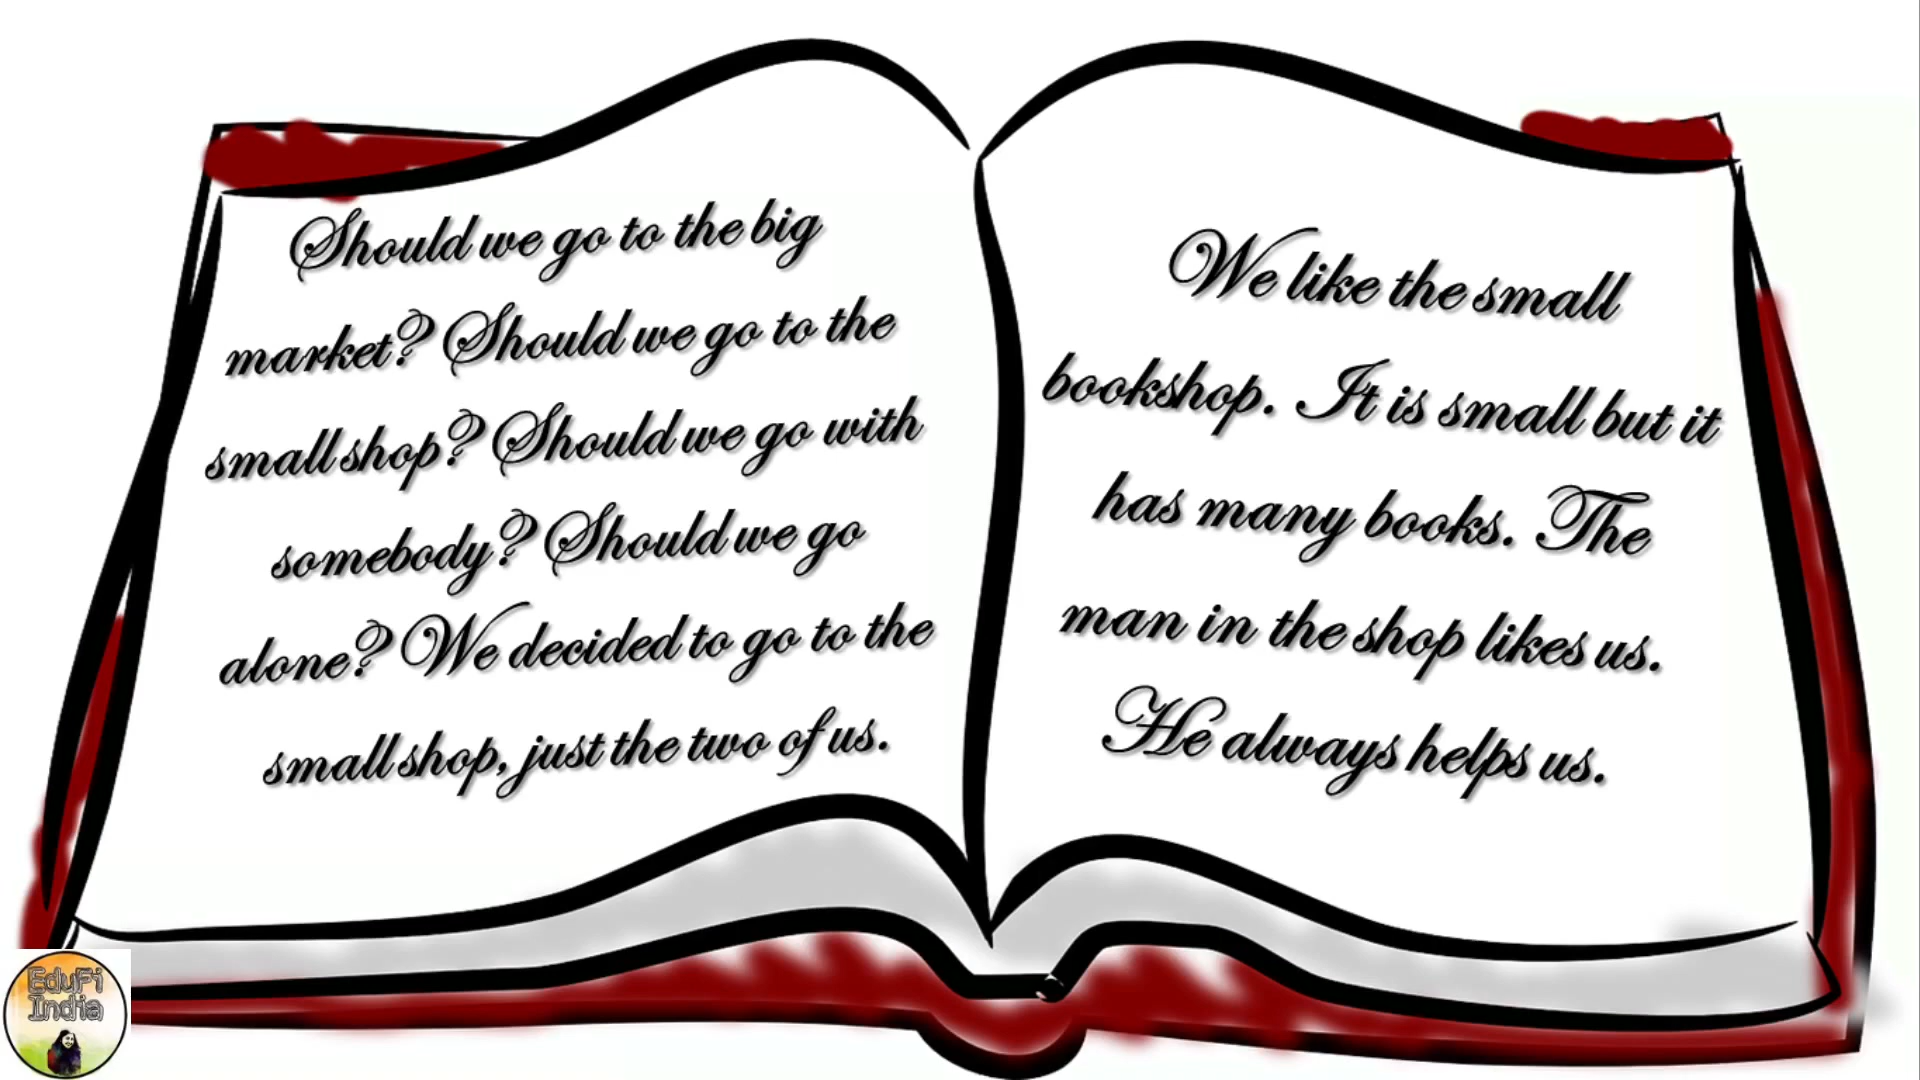 Should we go to the big
market? Should we go to the
small shop? Should we go with
somebody? Should we go
alone? We decided to go to the
small shop, just the two of us.
We like the small
bookshop. It is small but it
has many books. The
man in the shop likes us.
He always helps us.
EduFi
India